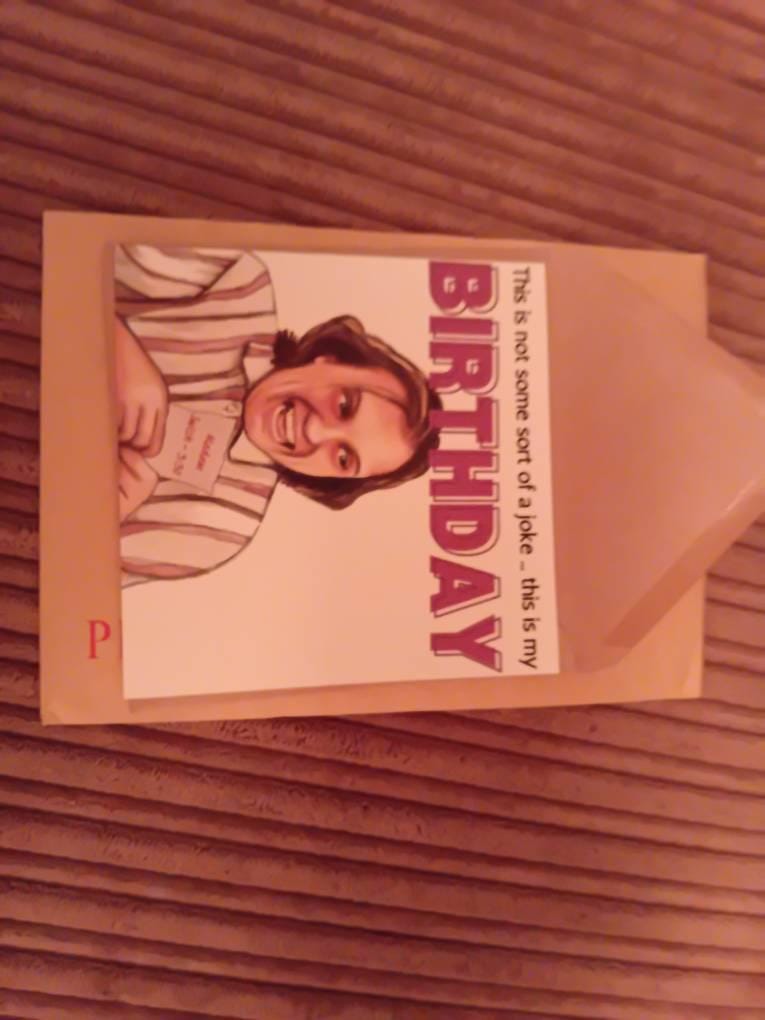 This is not some sort of a joke - this is my
BIRTHDAY
P